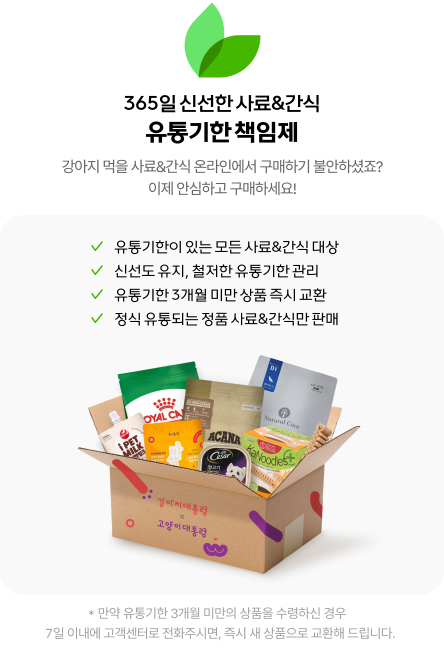 365일 신선한 사료&간식
유통기한 책임제
강아지 먹을 사료&간식 온라인에서 구매하기 불안하셨죠?
이제 안심하고 구매하세요!
유통기한이 있는 모든 사료&간식 대상
신선도 유지, 철저한 유통기한 관리
유통기한 3개월 미만 상품 즉시 교환
정식 유통되는 정품 사료&간식만 판매
Di
ROYAL CA
Natural Core
PET
MILK
ACANA
Cesar
Noodles
강아지대통령
×
고양이대통령
* 만약 유통기한 3개월 미만의 상품을 수령하신 경우
7일 이내에 고객센터로 전화주시면, 즉시 새 상품으로 교환해 드립니다.